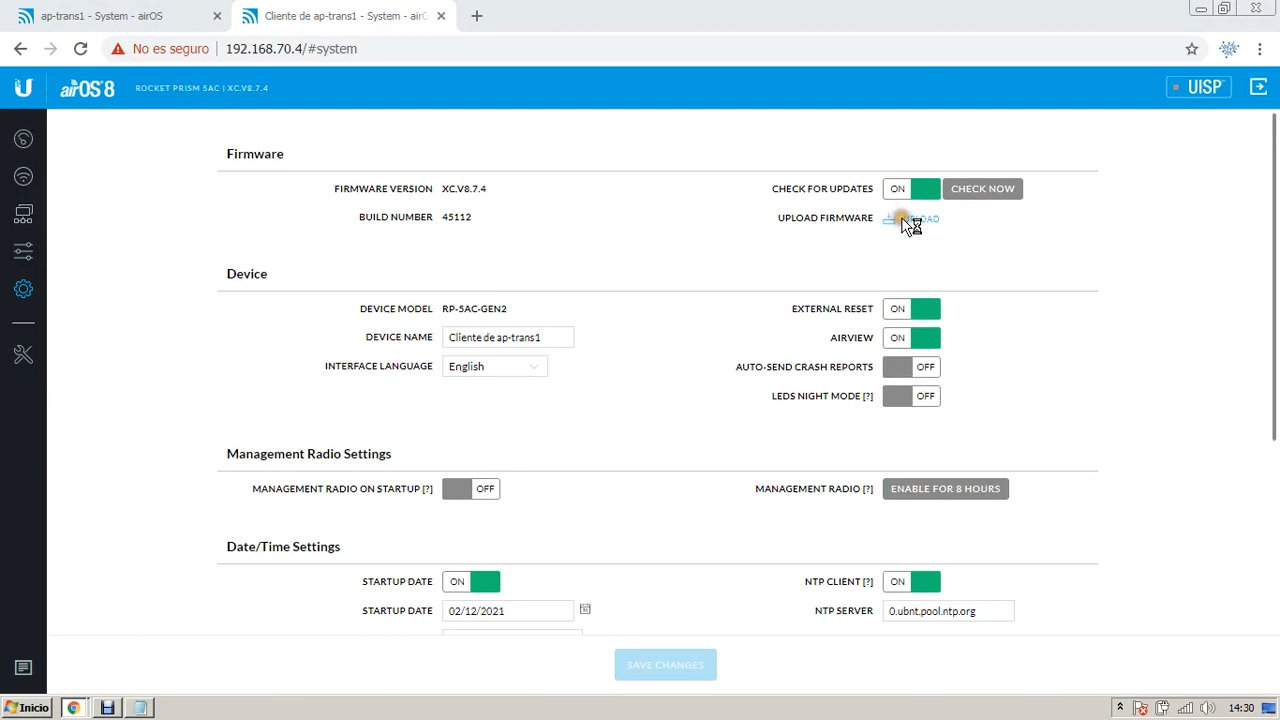 ap-trans1 - System - airOS
Cliente de ap-trans1 - System - airO
No es seguro
192.168.70.4/#system
airOS 8
ROCKET PRISM 5AC | XC.V8.7.4
UISP
Firmware
FIRMWARE VERSION XC.V8.7.4
CHECK FOR UPDATES ON CHECK NOW
BUILD NUMBER 45112
UPLOAD FIRMWARE
Device
DEVICE MODEL RP-5AC-GEN2
EXTERNAL RESET ON
DEVICE NAME Cliente de ap-trans1
AIRVIEW ON
INTERFACE LANGUAGE English
AUTO-SEND CRASH REPORTS OFF
LEDS NIGHT MODE [?] OFF
Management Radio Settings
MANAGEMENT RADIO ON STARTUP [?] OFF
MANAGEMENT RADIO [?] ENABLE FOR 8 HOURS
Date/Time Settings
STARTUP DATE ON
NTP CLIENT [?] ON
STARTUP DATE 02/12/2021
NTP SERVER 0.ubnt.pool.ntp.org
SAVE CHANGES
Inicio
14:30